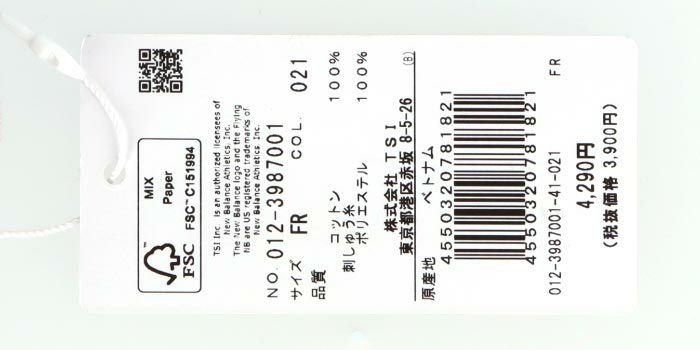 MIX
Paper
FSC
FSC™ C151994
TSI Inc. is an authorized licensees of
New Balance Athletics, Inc.
The New Balance logo and the Flying
NB are US registered trademarks of
New Balance Athletics, Inc.
NO. 012-3987001
サイズ FR COL. 021
品質
コットン 100%
刺しゅう糸
ポリエステル 100%
株式会社 TSI
東京都港区赤坂 8-5-26 (B)
原産地 ベトナム
4550320781821
4550320781821
012-3987001-41-021 FR
4,290円
(税抜価格 3,900円)